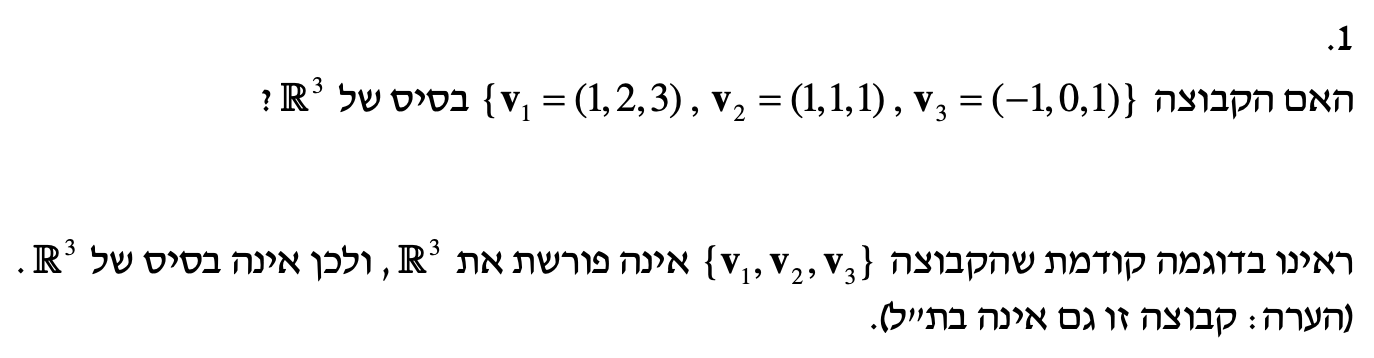 .1
האם הקבוצה {v₁ = (1,2,3) , v₂ = (1,1,1) , v₃ = (−1,0,1)} בסיס של ℝ³ ?
ראינו בדוגמה קודמת שהקבוצה {v₁, v₂, v₃} אינה פורשת את ℝ³ , ולכן אינה בסיס של ℝ³ .
(הערה: קבוצה זו גם אינה בת״ל).